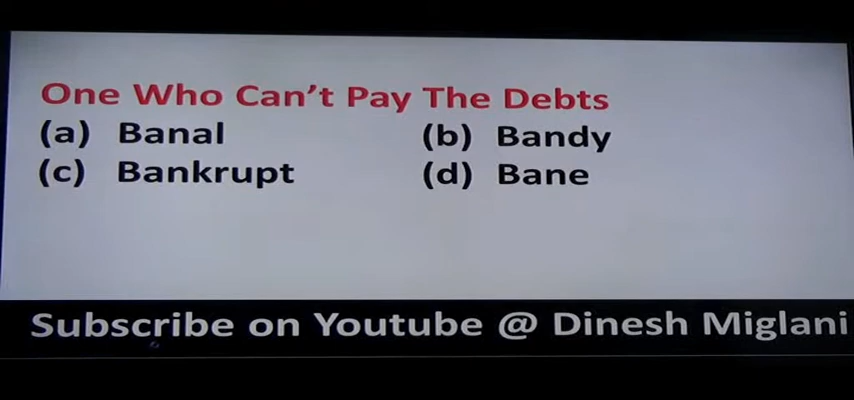 One Who Can't Pay The Debts
(a) Banal (b) Bandy
(c) Bankrupt (d) Bane
Subscribe on Youtube @ Dinesh Miglani